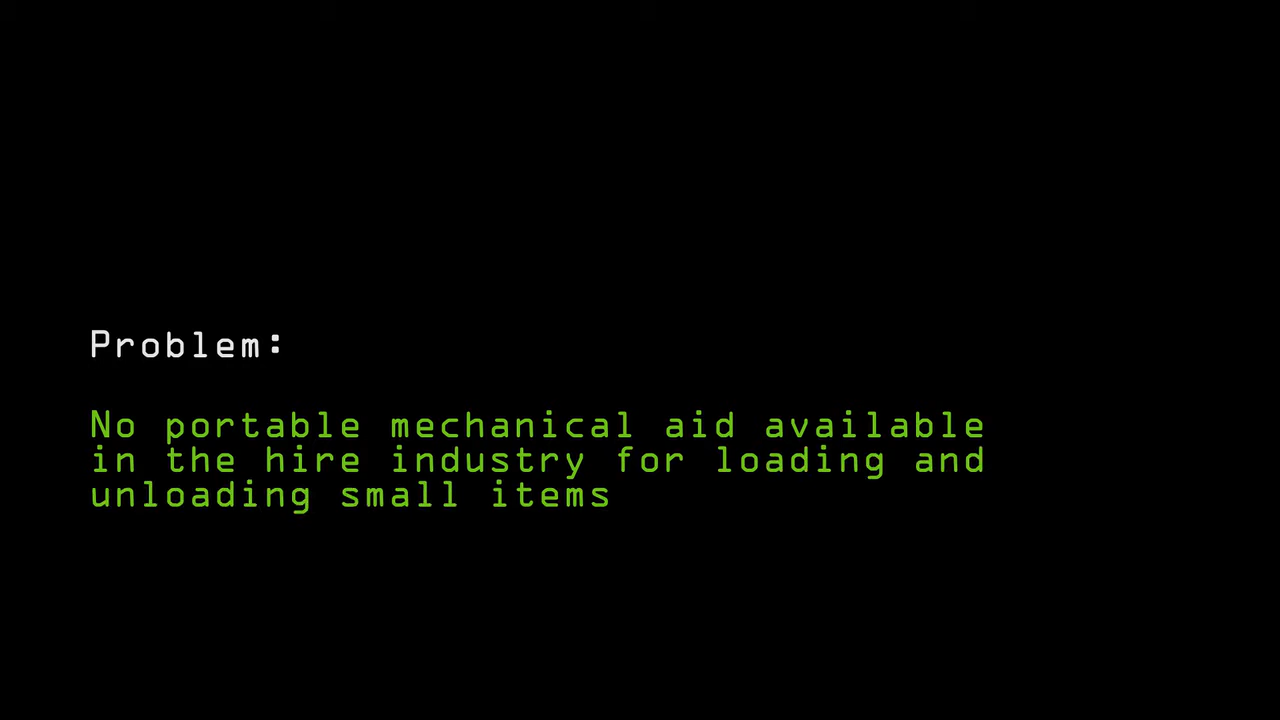 Problem:
No portable mechanical aid available
in the hire industry for loading and
unloading small items